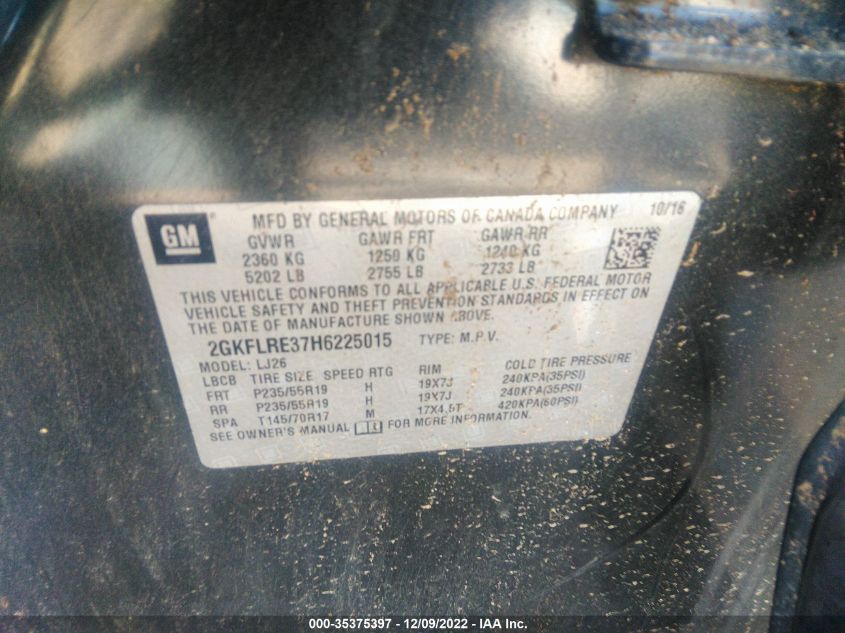 GM
MFD BY GENERAL MOTORS OF CANADA COMPANY 10/16
GVWR GAWR FRT GAWR RR
2360 KG 1250 KG 1240 KG
5202 LB 2755 LB 2733 LB
THIS VEHICLE CONFORMS TO ALL APPLICABLE U.S. FEDERAL MOTOR
VEHICLE SAFETY AND THEFT PREVENTION STANDARDS IN EFFECT ON
THE DATE OF MANUFACTURE SHOWN ABOVE.
2GKFLRE37H6225015 TYPE: M.P.V.
MODEL: LJ26
LBCB TIRE SIZE SPEED RTG RIM COLD TIRE PRESSURE
FRT P235/55R19 H 19X7J 240KPA(35PSI)
RR P235/55R19 H 19X7J 240KPA(35PSI)
SPA T145/70R17 M 17X4.5T 420KPA(60PSI)
SEE OWNER'S MANUAL FOR MORE INFORMATION.
000-35375397 - 12/09/2022 - IAA Inc.